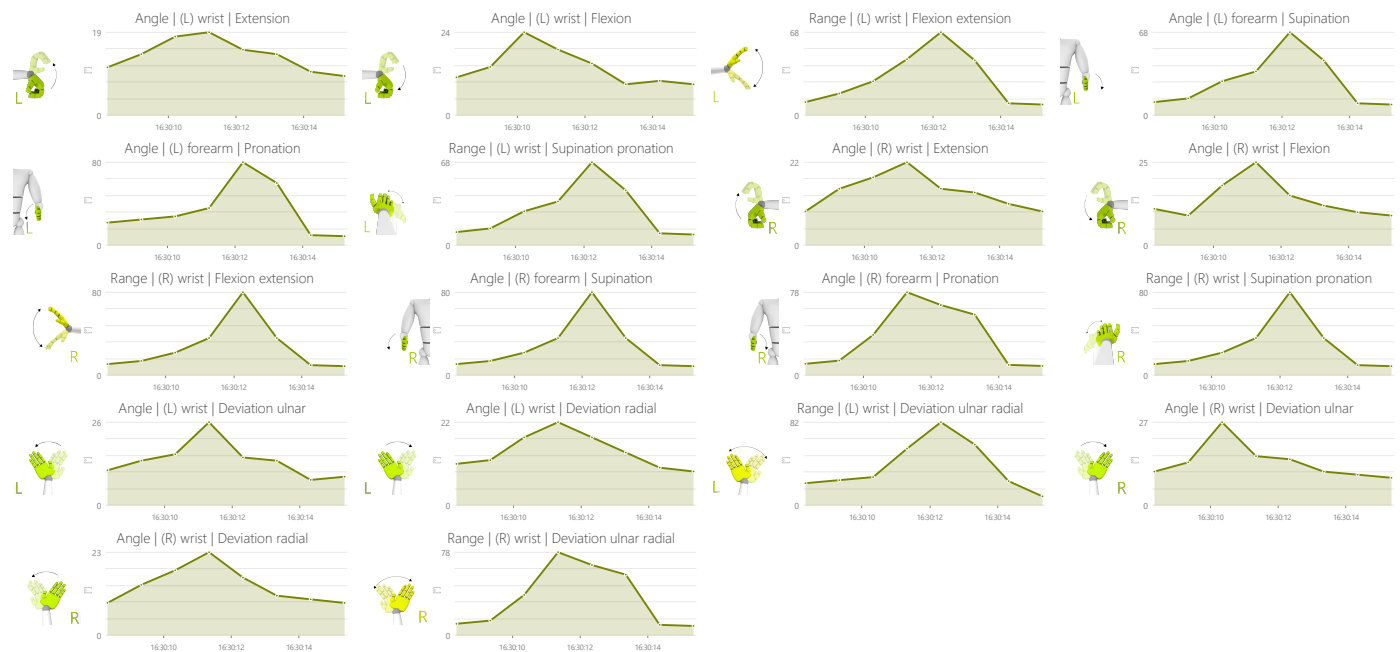 Angle | (L) wrist | Extension
19
[°]
L
0
16:30:10 16:30:12 16:30:14
Angle | (L) wrist | Flexion
24
[°]
L
0
16:30:10 16:30:12 16:30:14
Range | (L) wrist | Flexion extension
68
[°]
L
0
16:30:10 16:30:12 16:30:14
Angle | (L) forearm | Supination
68
[°]
L
0
16:30:10 16:30:12 16:30:14
Angle | (L) forearm | Pronation
80
L
0
16:30:10 16:30:12 16:30:14
Range | (L) wrist | Supination pronation
68
[°]
L
0
16:30:10 16:30:12 16:30:14
Angle | (R) wrist | Extension
22
[°]
R
0
16:30:10 16:30:12 16:30:14
Angle | (R) wrist | Flexion
25
[°]
R
0
16:30:10 16:30:12 16:30:14
Range | (R) wrist | Flexion extension
80
[°]
R
0
16:30:10 16:30:12 16:30:14
Angle | (R) forearm | Supination
80
[°]
R
0
16:30:10 16:30:12 16:30:14
Angle | (R) forearm | Pronation
78
[°]
R
0
16:30:10 16:30:12 16:30:14
Range | (R) wrist | Supination pronation
80
[°]
R
0
16:30:10 16:30:12 16:30:14
Angle | (L) wrist | Deviation ulnar
26
[°]
L
0
16:30:10 16:30:12 16:30:14
Angle | (L) wrist | Deviation radial
22
[°]
L
0
16:30:10 16:30:12 16:30:14
Range | (L) wrist | Deviation ulnar radial
82
[°]
L
0
16:30:10 16:30:12 16:30:14
Angle | (R) wrist | Deviation ulnar
27
[°]
R
0
16:30:10 16:30:12 16:30:14
Angle | (R) wrist | Deviation radial
23
[°]
R
0
16:30:10 16:30:12 16:30:14
Range | (R) wrist | Deviation ulnar radial
78
[°]
R
0
16:30:10 16:30:12 16:30:14